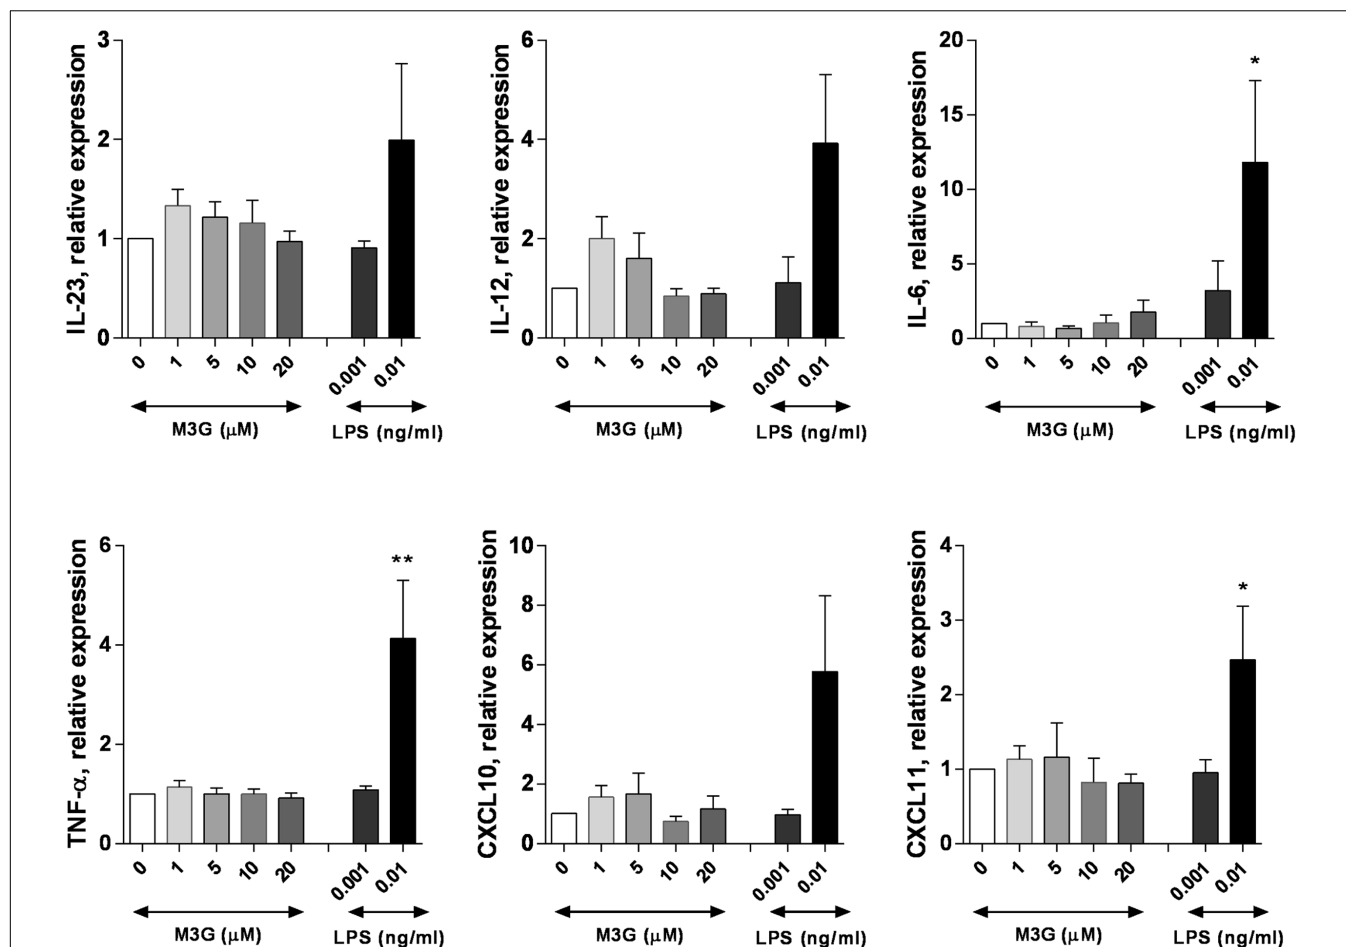 IL-23, relative expression
3
2
1
0
0 1 5 10 20 0.001 0.01
M3G (μM) LPS (ng/ml)
IL-12, relative expression
6
4
2
0
0 1 5 10 20 0.001 0.01
M3G (μM) LPS (ng/ml)
IL-6, relative expression
20
15
10
5
0
*
0 1 5 10 20 0.001 0.01
M3G (μM) LPS (ng/ml)
TNF-α, relative expression
6
4
2
0
**
0 1 5 10 20 0.001 0.01
M3G (μM) LPS (ng/ml)
CXCL10, relative expression
10
8
6
4
2
0
0 1 5 10 20 0.001 0.01
M3G (μM) LPS (ng/ml)
CXCL11, relative expression
4
3
2
1
0
*
0 1 5 10 20 0.001 0.01
M3G (μM) LPS (ng/ml)